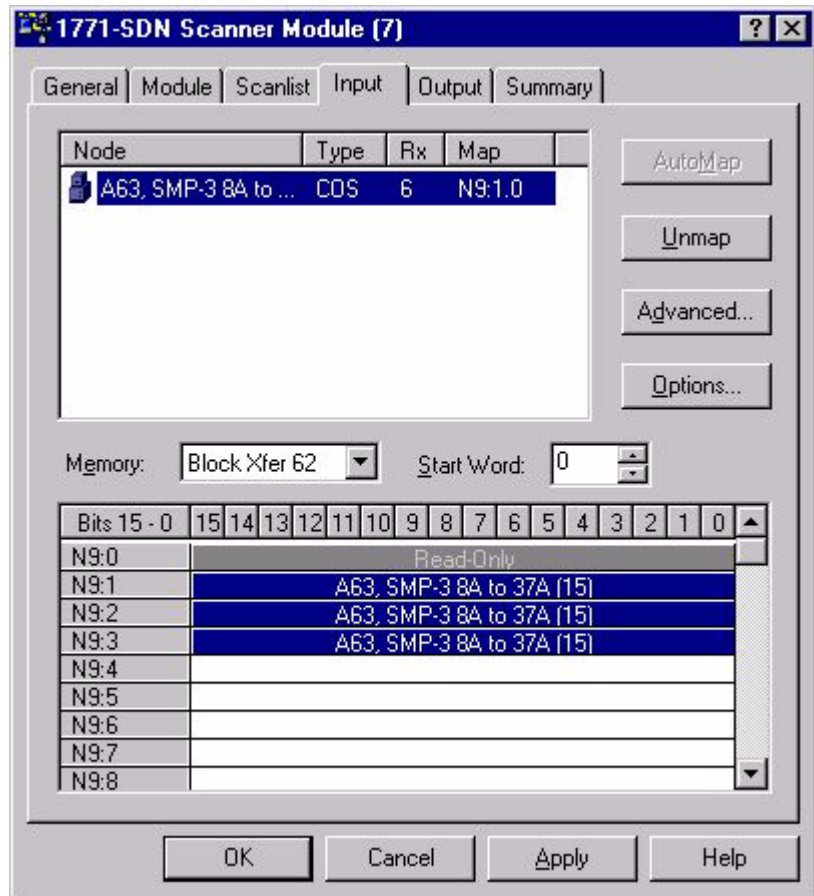 1771-SDN Scanner Module (7)
General Module Scanlist Input Output Summary
Node Type Rx Map
A63, SMP-3 8A to ... COS 6 N9:1.0
AutoMap
Unmap
Advanced...
Options...
Memory: Block Xfer 62 Start Word: 0
Bits 15 - 0 15 14 13 12 11 10 9 8 7 6 5 4 3 2 1 0
N9:0 Read-Only
N9:1 A63, SMP-3 8A to 37A (15)
N9:2 A63, SMP-3 8A to 37A (15)
N9:3 A63, SMP-3 8A to 37A (15)
N9:4
N9:5
N9:6
N9:7
N9:8
OK Cancel Apply Help